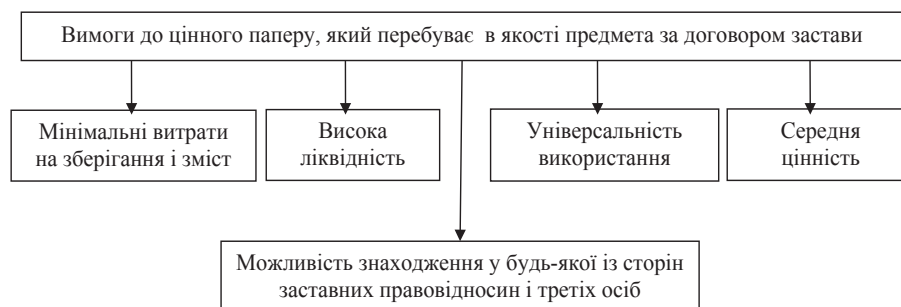 Вимоги до цінного паперу, який перебуває в якості предмета за договором застави
Мінімальні витрати
на зберігання і зміст
Висока
ліквідність
Універсальність
використання
Середня
цінність
Можливість знаходження у будь-якої із сторін
заставних правовідносин і третіх осіб